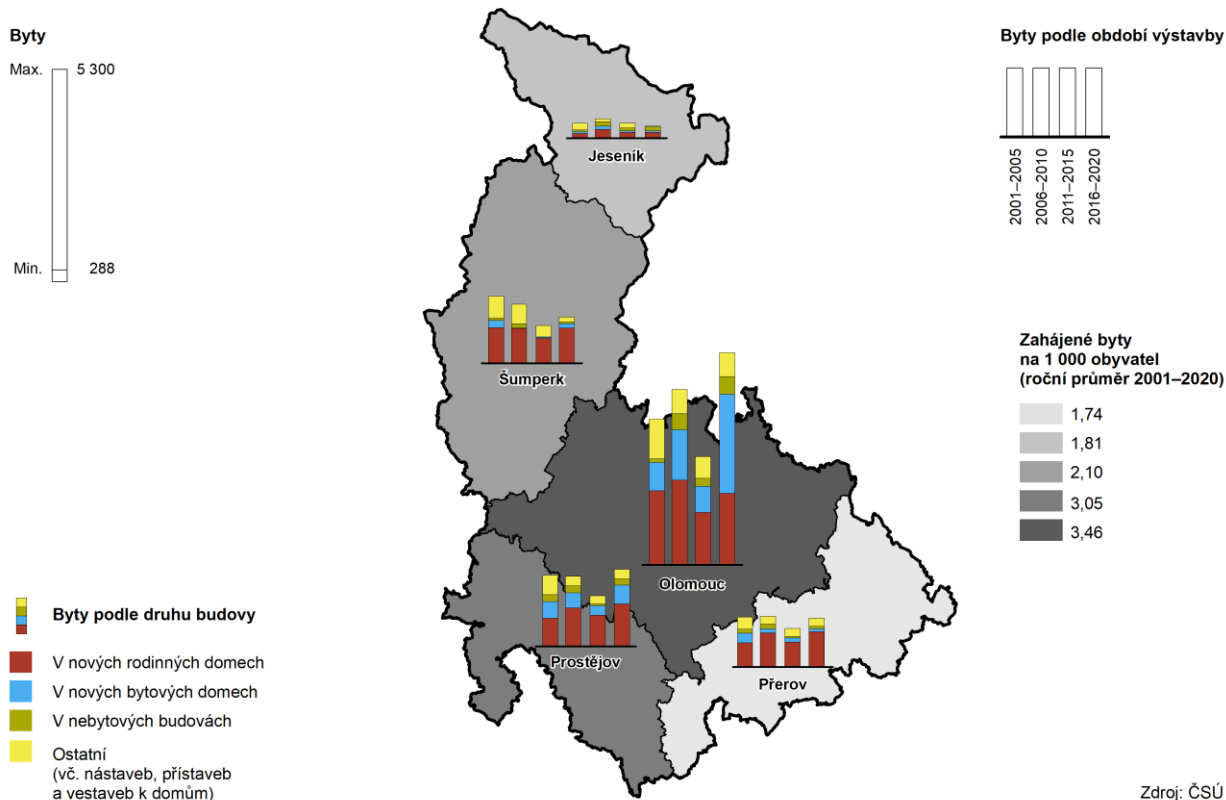 Byty
Max.
5 300
Min.
288
Byty podle období výstavby
2001–2005
2006–2010
2011–2015
2016–2020
Jeseník
Šumperk
Olomouc
Prostějov
Přerov
Zahájené byty
na 1 000 obyvatel
(roční průměr 2001–2020)
1,74
1,81
2,10
3,05
3,46
Byty podle druhu budovy
V nových rodinných domech
V nových bytových domech
V nebytových budovách
Ostatní
(vč. nástaveb, přístaveb
a vestaveb k domům)
Zdroj: ČSÚ